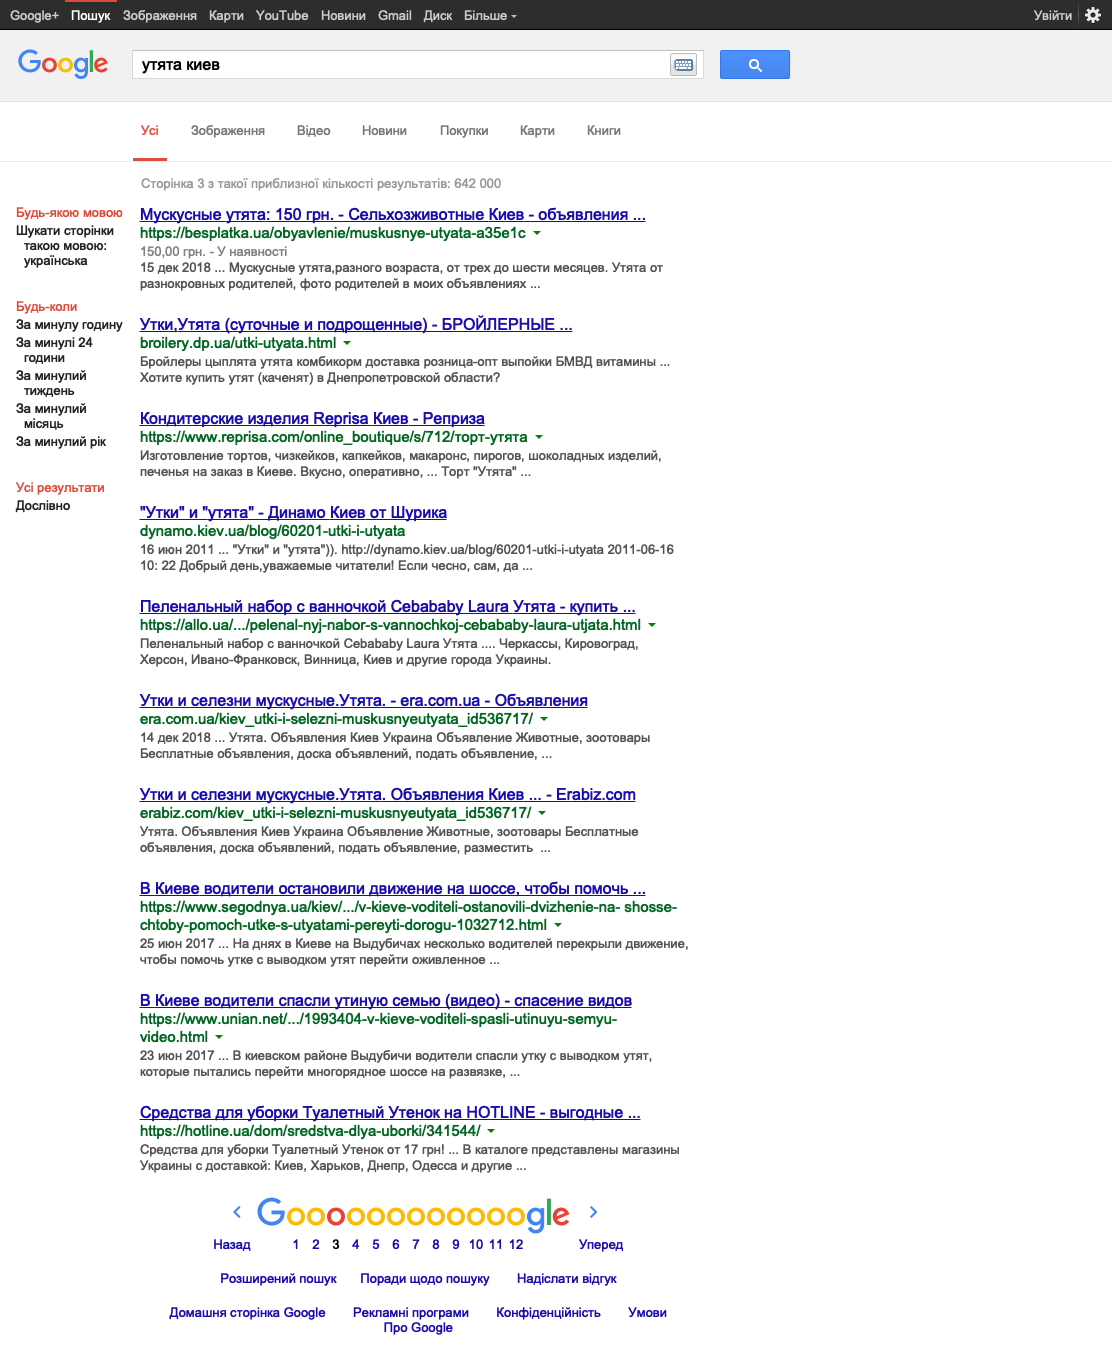 Google+ Пошук Зображення Карти YouTube Новини Gmail Диск Більше Увійти
Google утята киев
Усі Зображення Відео Новини Покупки Карти Книги
Сторінка 3 з такої приблизної кількості результатів: 642 000
Будь-якою мовою
Шукати сторінки
такою мовою:
українська
Будь-коли
За минулу годину
За минулі 24
години
За минулий
тиждень
За минулий
місяць
За минулий рік
Усі результати
Дослівно
Мускусные утята: 150 грн. - Сельхозживотные Киев - объявления ...
https://besplatka.ua/obyavlenie/muskusnye-utyata-a35e1c
150,00 грн. - У наявності
15 дек 2018 ... Мускусные утята,разного возраста, от трех до шести месяцев. Утята от
разнокровных родителей, фото родителей в моих объявлениях ...
Утки,Утята (суточные и подрощенные) - БРОЙЛЕРНЫЕ ...
broilery.dp.ua/utki-utyata.html
Бройлеры цыплята утята комбикорм доставка розница-опт выпойки БМВД витамины ...
Хотите купить утят (каченят) в Днепропетровской области?
Кондитерские изделия Reprisa Киев - Реприза
https://www.reprisa.com/online_boutique/s/712/торт-утята
Изготовление тортов, чизкейков, капкейков, макаронс, пирогов, шоколадных изделий,
печенья на заказ в Киеве. Вкусно, оперативно, ... Торт "Утята" ...
"Утки" и "утята" - Динамо Киев от Шурика
dynamo.kiev.ua/blog/60201-utki-i-utyata
16 июн 2011 ... "Утки" и "утята")). http://dynamo.kiev.ua/blog/60201-utki-i-utyata 2011-06-16
10: 22 Добрый день,уважаемые читатели! Если чесно, сам, да ...
Пеленальный набор с ванночкой Cebababy Laura Утята - купить ...
https://allo.ua/.../pelenal-nyj-nabor-s-vannochkoj-cebababy-laura-utjata.html
Пеленальный набор с ванночкой Cebababy Laura Утята .... Черкассы, Кировоград,
Херсон, Ивано-Франковск, Винница, Киев и другие города Украины.
Утки и селезни мускусные.Утята. - era.com.ua - Объявления
era.com.ua/kiev_utki-i-selezni-muskusnyeutyata_id536717/
14 дек 2018 ... Утята. Объявления Киев Украина Объявление Животные, зоотовары
Бесплатные объявления, доска объявлений, подать объявление, ...
Утки и селезни мускусные.Утята. Объявления Киев ... - Erabiz.com
erabiz.com/kiev_utki-i-selezni-muskusnyeutyata_id536717/
Утята. Объявления Киев Украина Объявление Животные, зоотовары Бесплатные
объявления, доска объявлений, подать объявление, разместить ...
В Киеве водители остановили движение на шоссе, чтобы помочь ...
https://www.segodnya.ua/kiev/.../v-kieve-voditeli-ostanovili-dvizhenie-na- shosse-
chtoby-pomoch-utke-s-utyatami-pereyti-dorogu-1032712.html
25 июн 2017 ... На днях в Киеве на Выдубичах несколько водителей перекрыли движение,
чтобы помочь утке с выводком утят перейти оживленное ...
В Киеве водители спасли утиную семью (видео) - спасение видов
https://www.unian.net/.../1993404-v-kieve-voditeli-spasli-utinuyu-semyu-
video.html
23 июн 2017 ... В киевском районе Выдубичи водители спасли утку с выводком утят,
которые пытались перейти многорядное шоссе на развязке, ...
Средства для уборки Туалетный Утенок на HOTLINE - выгодные ...
https://hotline.ua/dom/sredstva-dlya-uborki/341544/
Средства для уборки Туалетный Утенок от 17 грн! ... В каталоге представлены магазины
Украины с доставкой: Киев, Харьков, Днепр, Одесса и другие ...
Gooooooooooooogle
Назад 1 2 3 4 5 6 7 8 9 10 11 12 Уперед
Розширений пошук Поради щодо пошуку Надіслати відгук
Домашня сторінка Google Рекламні програми Конфіденційність Умови
Про Google